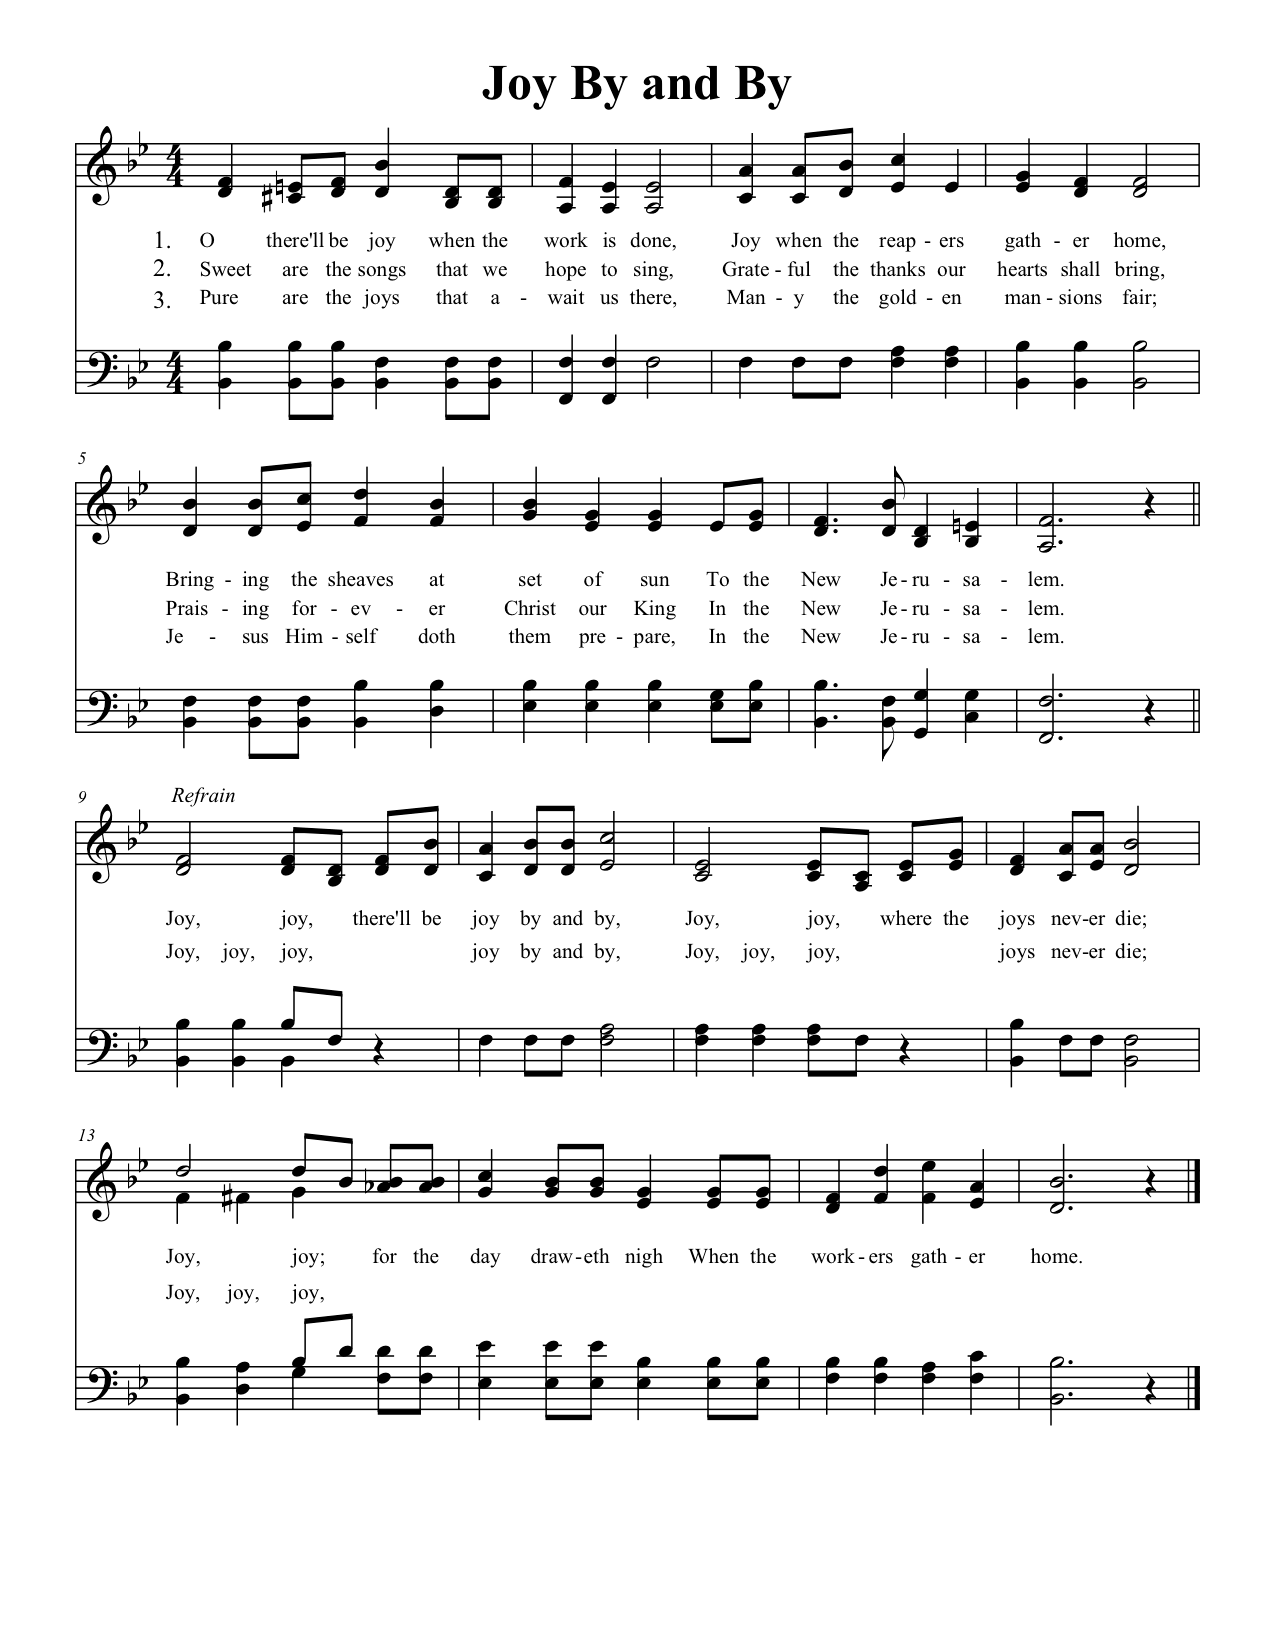 Joy By and By
4
4
1. O there'll be joy when the work is done, Joy when the reap - ers gath - er home,
2. Sweet are the songs that we hope to sing, Grate - ful the thanks our hearts shall bring,
3. Pure are the joys that a - wait us there, Man - y the gold - en man - sions fair;
4
4
5
Bring - ing the sheaves at set of sun To the New Je - ru - sa - lem.
Prais - ing for - ev - er Christ our King In the New Je - ru - sa - lem.
Je - sus Him - self doth them pre - pare, In the New Je - ru - sa - lem.
9 Refrain
Joy, joy, there'll be joy by and by, Joy, joy, where the joys nev - er die;
Joy, joy, joy, joy by and by, Joy, joy, joy, joys nev - er die;
13
Joy, joy; for the day draw - eth nigh When the work - ers gath - er home.
Joy, joy, joy,